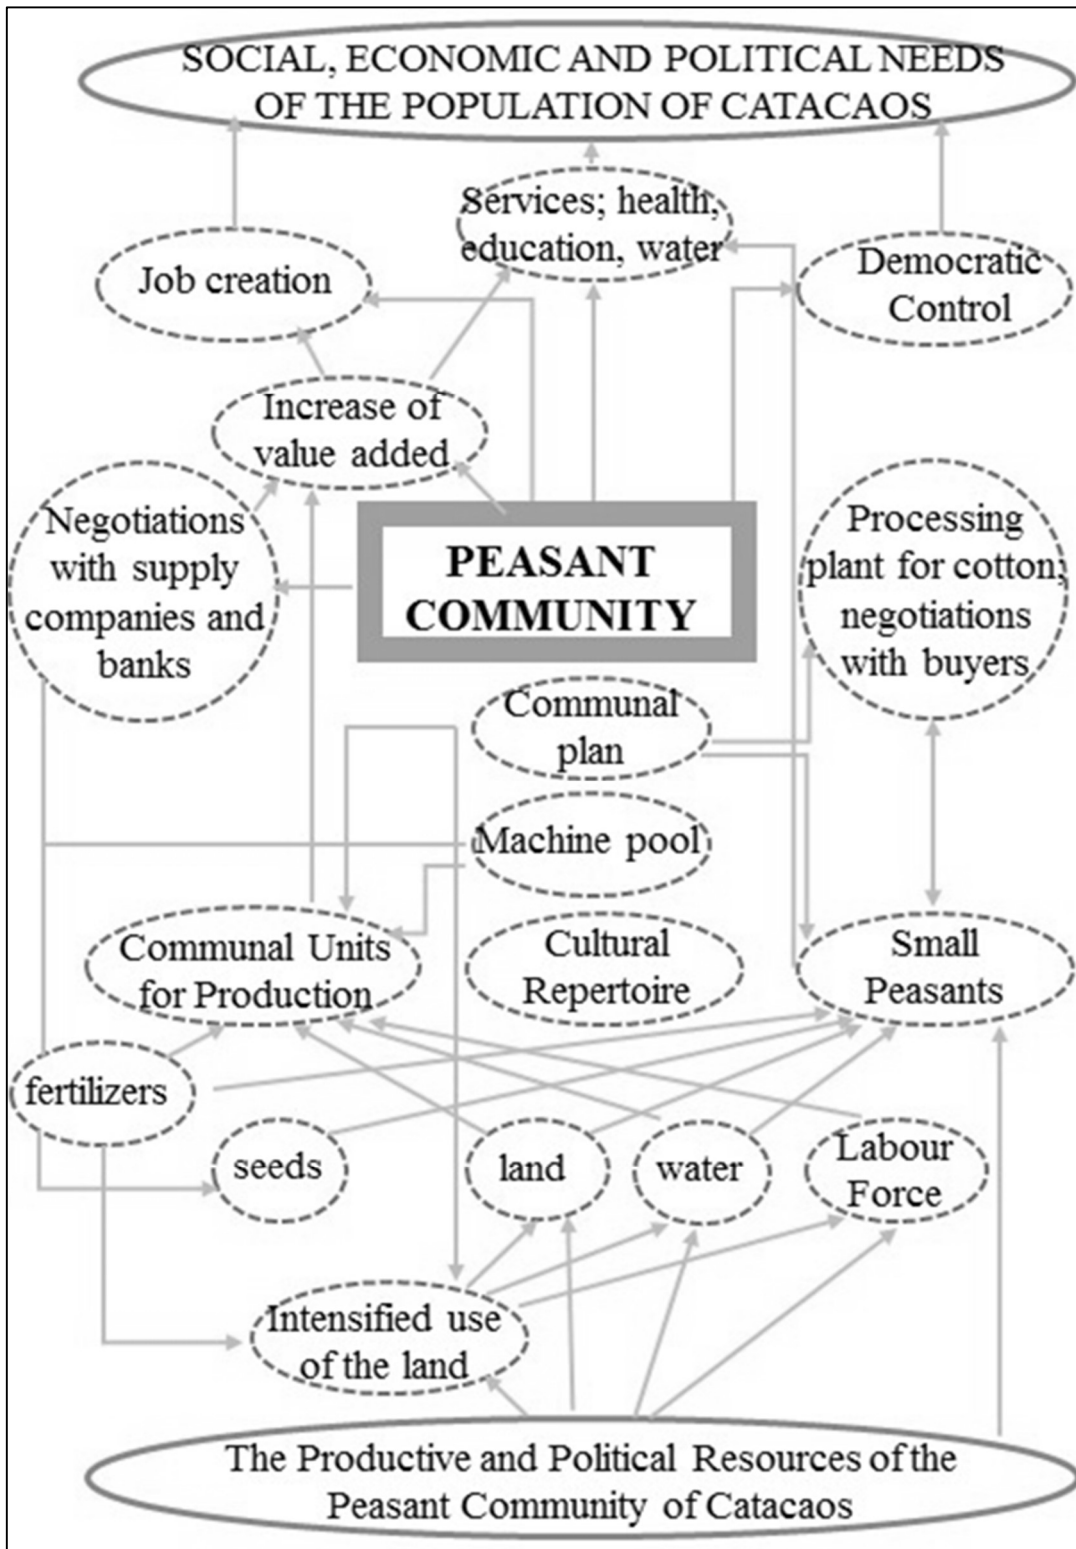 SOCIAL, ECONOMIC AND POLITICAL NEEDS
OF THE POPULATION OF CATACAOS
Services; health,
education, water
Job creation
Democratic
Control
Increase of
value added
Negotiations
with supply
companies and
banks
PEASANT
COMMUNITY
Processing
plant for cotton;
negotiations
with buyers
Communal
plan
Machine pool
Communal Units
for Production
Cultural
Repertoire
Small
Peasants
fertilizers
seeds
land
water
Labour
Force
Intensified use
of the land
The Productive and Political Resources of the
Peasant Community of Catacaos